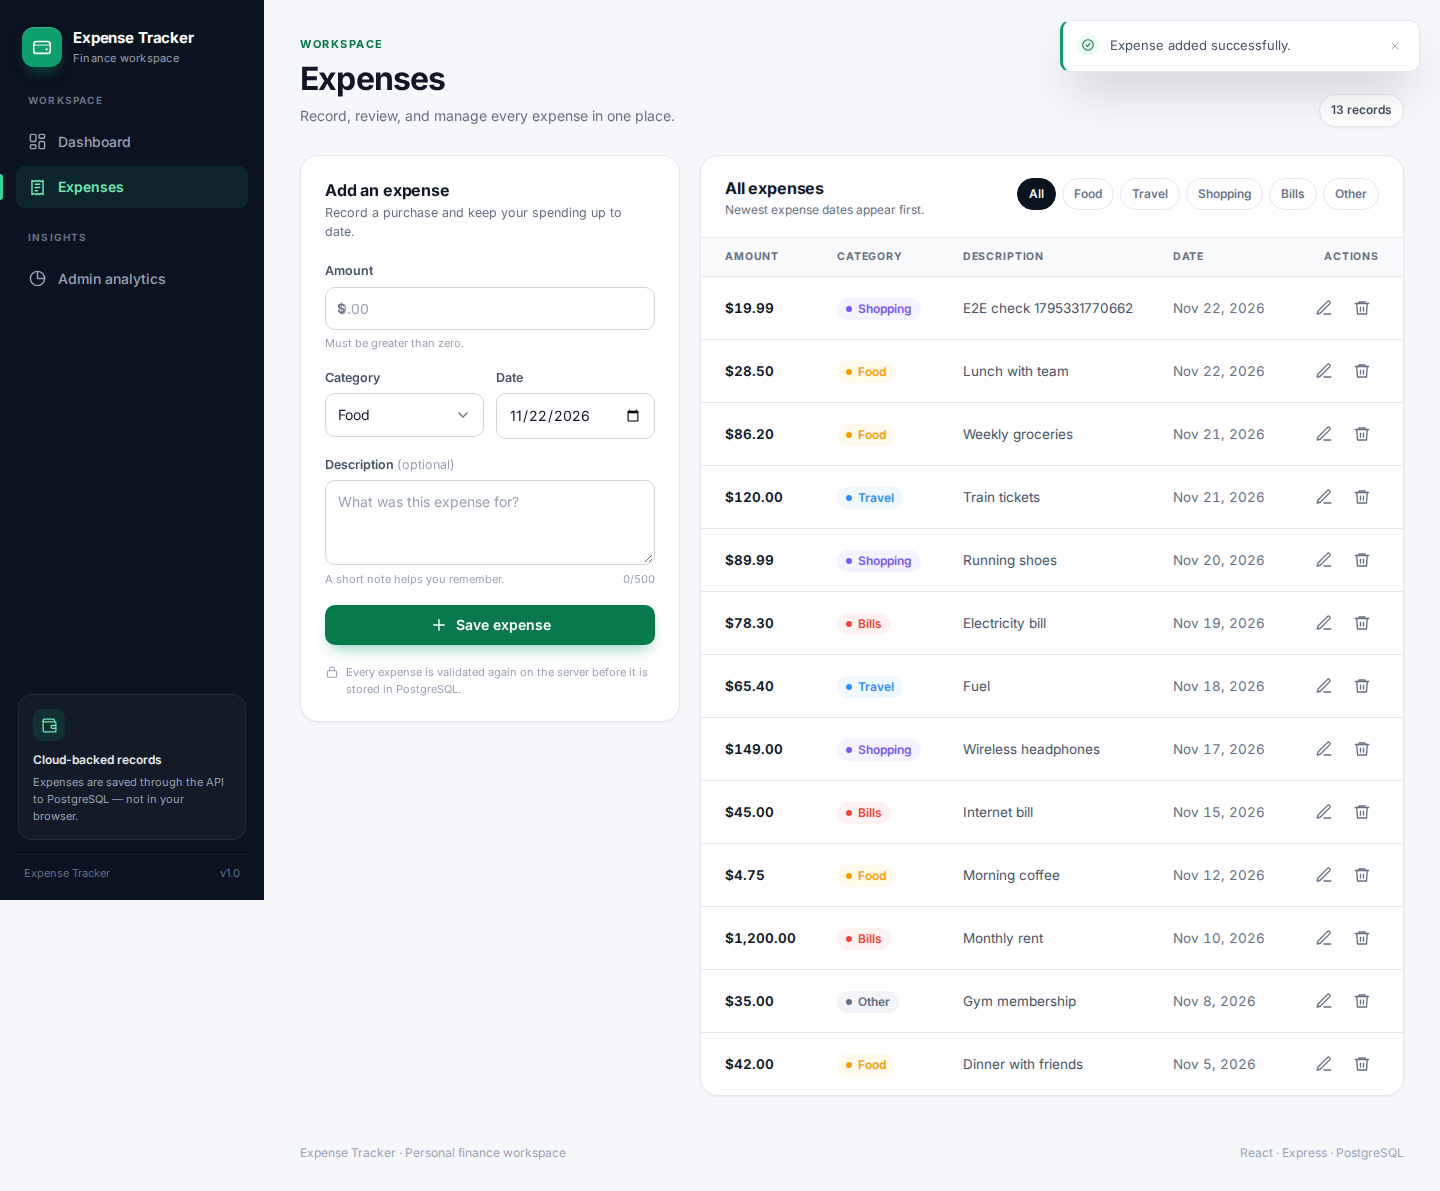 Expense Tracker
Finance workspace
WORKSPACE
Dashboard
Expenses
INSIGHTS
Admin analytics
Cloud-backed records
Expenses are saved through the API
to PostgreSQL — not in your
browser.
Expense Tracker v1.0
WORKSPACE
Expenses
Record, review, and manage every expense in one place.
Expense added successfully.
13 records
Add an expense
Record a purchase and keep your spending up to
date.
Amount
$.00
Must be greater than zero.
Category Date
Food 11/22/2026
Description (optional)
What was this expense for?
A short note helps you remember. 0/500
Save expense
Every expense is validated again on the server before it is
stored in PostgreSQL.
All expenses
Newest expense dates appear first.
All Food Travel Shopping Bills Other
AMOUNT CATEGORY DESCRIPTION DATE ACTIONS
$19.99 Shopping E2E check 1795331770662 Nov 22, 2026
$28.50 Food Lunch with team Nov 22, 2026
$86.20 Food Weekly groceries Nov 21, 2026
$120.00 Travel Train tickets Nov 21, 2026
$89.99 Shopping Running shoes Nov 20, 2026
$78.30 Bills Electricity bill Nov 19, 2026
$65.40 Travel Fuel Nov 18, 2026
$149.00 Shopping Wireless headphones Nov 17, 2026
$45.00 Bills Internet bill Nov 15, 2026
$4.75 Food Morning coffee Nov 12, 2026
$1,200.00 Bills Monthly rent Nov 10, 2026
$35.00 Other Gym membership Nov 8, 2026
$42.00 Food Dinner with friends Nov 5, 2026
Expense Tracker · Personal finance workspace
React · Express · PostgreSQL